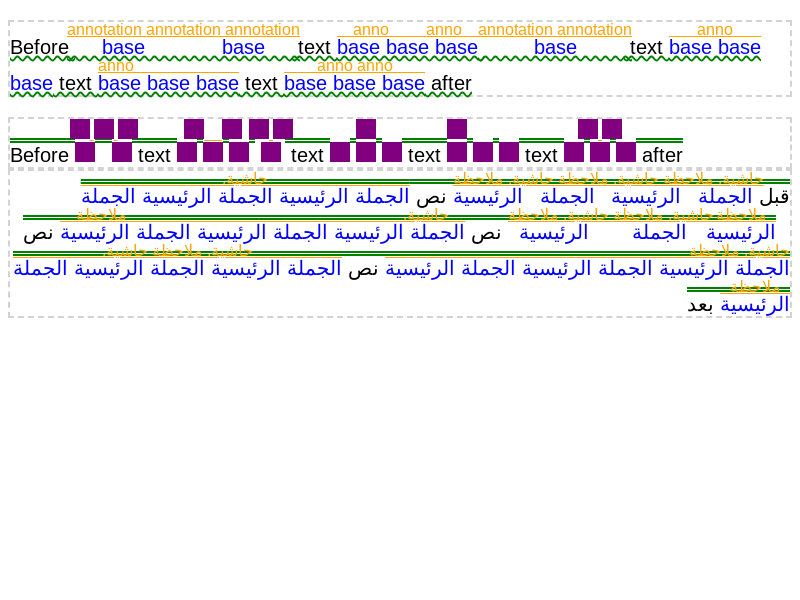 annotation annotation annotation anno anno annotation annotation anno
Before base base text base base base base text base base
anno anno anno
base text base base base text base base base after
Before text text text text after
حاشية, ملاحظة حاشية, ملاحظة حاشية, ملاحظة حاشية,
قبل الجملة الرئيسية الجملة الرئيسية نص الجملة الرئيسية الجملة الرئيسية الجملة
ملاحظة حاشية, ملاحظة حاشية, ملاحظة حاشية, ملاحظة
الرئيسية الجملة الرئيسية نص الجملة الرئيسية الجملة الرئيسية الجملة الرئيسية نص
حاشية, ملاحظة حاشية, ملاحظة حاشية,
الجملة الرئيسية الجملة الرئيسية الجملة الرئيسية نص الجملة الرئيسية الجملة الرئيسية الجملة
ملاحظة
الرئيسية بعد